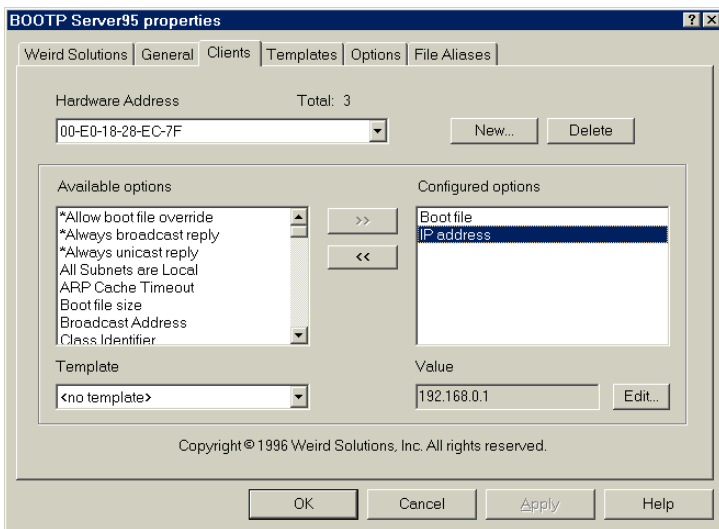 BOOTP Server95 properties
Weird Solutions General Clients Templates Options File Aliases
Hardware Address Total: 3
00-E0-18-28-EC-7F New... Delete
Available options Configured options
*Allow boot file override >> Boot file
*Always broadcast reply IP address
*Always unicast reply <<
All Subnets are Local
ARP Cache Timeout
Boot file size
Broadcast Address
Class Identifier
Template Value
<no template> 192.168.0.1 Edit...
Copyright © 1996 Weird Solutions, Inc. All rights reserved.
OK Cancel Apply Help